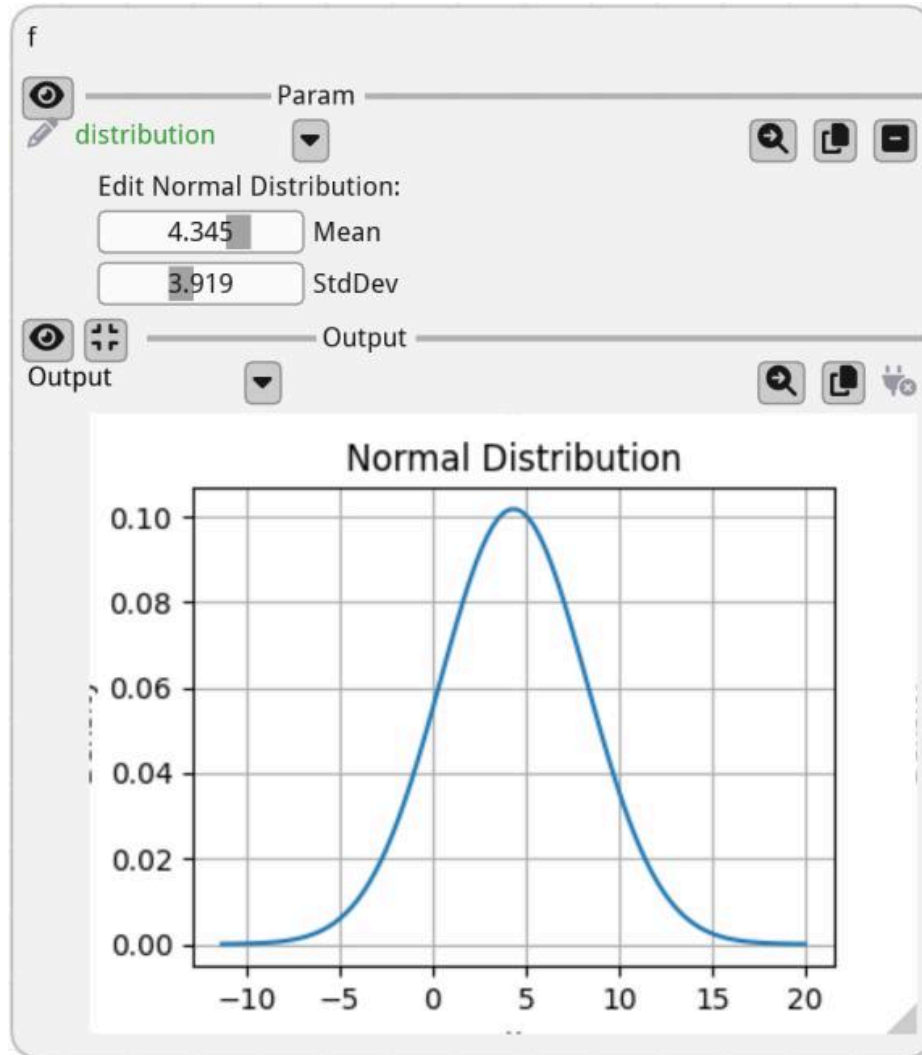 f
Param
distribution
Edit Normal Distribution:
4.345 Mean
3.919 StdDev
Output
Output
Normal Distribution
0.10
0.08
0.06
0.04
0.02
0.00
−10 −5 0 5 10 15 20